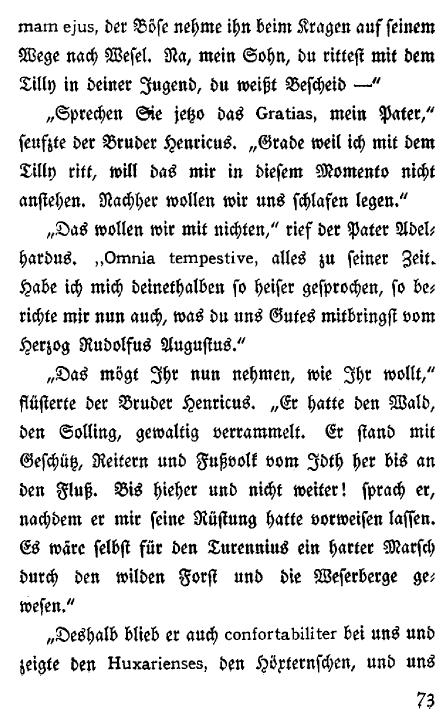 mam ejus, der Böse nehme ihn beim Kragen auf seinem
Wege nach Wesel. Na, mein Sohn, du rittest mit dem
Tilly in deiner Jugend, du weißt Bescheid —“
„Sprechen Sie jetzo das Gratias, mein Pater,“
seufzte der Bruder Henricus. „Grade weil ich mit dem
Tilly ritt, will das mir in diesem Momento nicht
anstehen. Nachher wollen wir uns schlafen legen.“
„Das wollen wir mit nichten,“ rief der Pater Adel-
hardus. „Omnia tempestive, alles zu seiner Zeit.
Habe ich mich deinethalben so heiser gesprochen, so be-
richte mir nun auch, was du uns Gutes mitbringst vom
Herzog Rudolfus Augustus.“
„Das mögt Ihr nun nehmen, wie Ihr wollt,“
flüsterte der Bruder Henricus. „Er hatte den Wald,
den Solling, gewaltig verrammelt. Er stand mit
Geschütz, Reitern und Fußvolk vom Idth her bis an
den Fluß. Bis hieher und nicht weiter! sprach er,
nachdem er mir seine Rüstung hatte vorweisen lassen.
Es wäre selbst für den Turennius ein harter Marsch
durch den wilden Forst und die Weserberge ge-
wesen.“
„Deshalb blieb er auch confortabiliter bei uns und
zeigte den Huxarienses, den Höxternschen, und uns
73